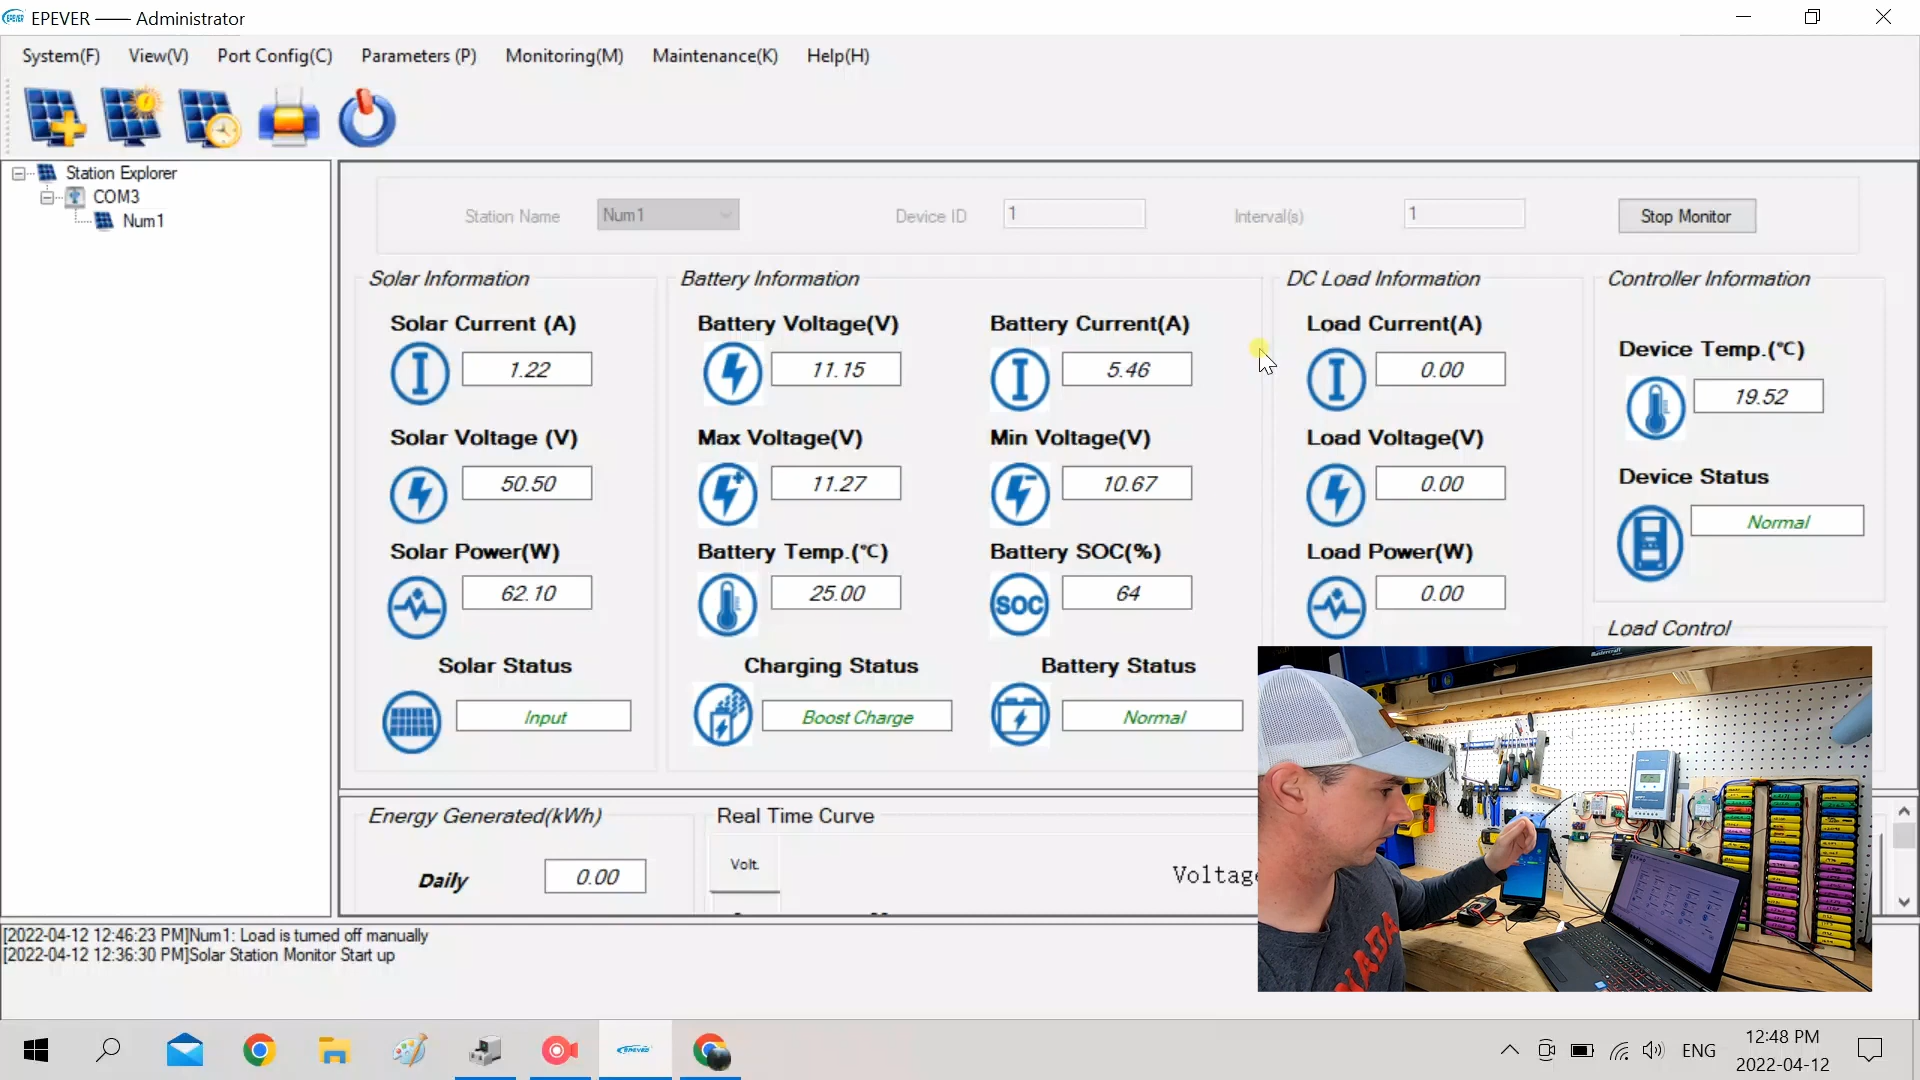 EPEVER —— Administrator
System(F) View(V) Port Config(C) Parameters (P) Monitoring(M) Maintenance(K) Help(H)
Station Explorer
COM3
Num1
Station Name Num1 Device ID 1 Interval(s) 1 Stop Monitor
Solar Information Battery Information DC Load Information Controller Information
Solar Current (A) Battery Voltage(V) Battery Current(A) Load Current(A)
Device Temp.(℃)
1.22 11.15 5.46 0.00
19.52
Solar Voltage (V) Max Voltage(V) Min Voltage(V) Load Voltage(V)
Device Status
50.50 11.27 10.67 0.00
Normal
Solar Power(W) Battery Temp.(℃) Battery SOC(%) Load Power(W)
62.10 25.00 SOC 64 0.00
Load Control
Solar Status Charging Status Battery Status
Input Boost Charge Normal
Energy Generated(kWh) Real Time Curve
Volt.
Daily 0.00 Voltage
[2022-04-12 12:46:23 PM]Num1: Load is turned off manually
[2022-04-12 12:36:30 PM]Solar Station Monitor Start up
EPEVER
ENG
12:48 PM
2022-04-12